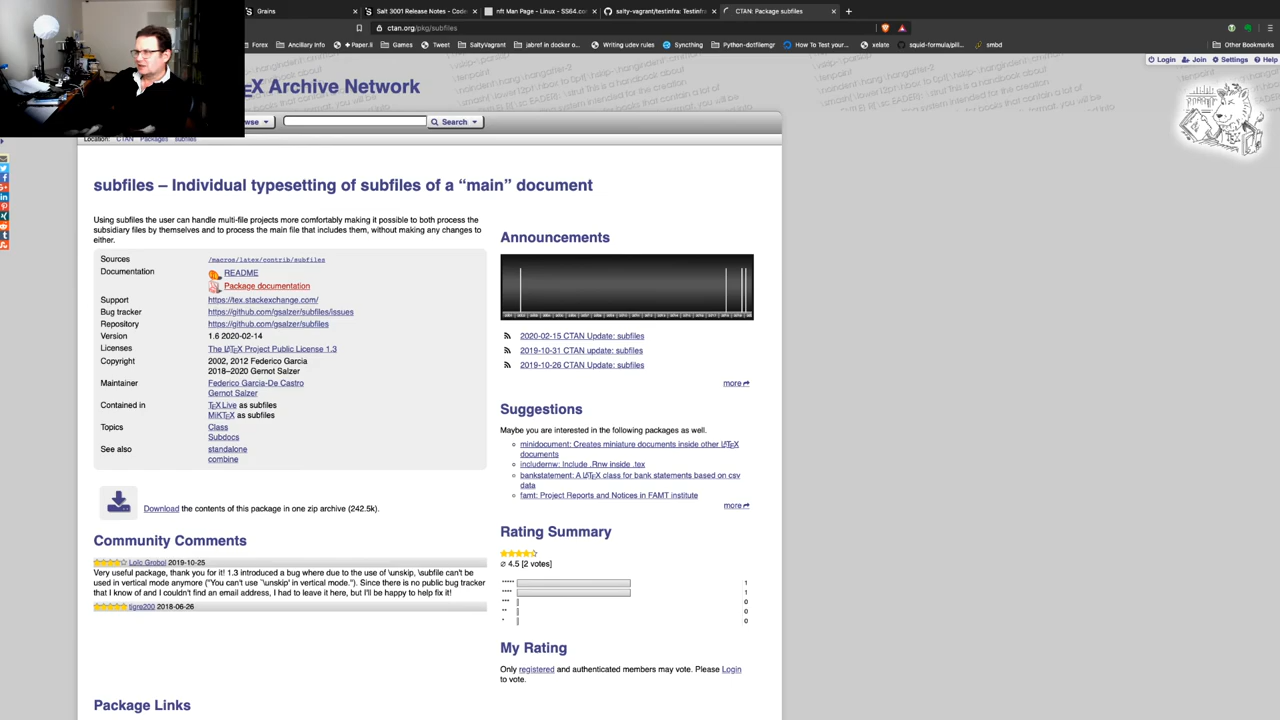 Grains
Salt 3001 Release Notes - Code
nft Man Page - Linux - SS64.com
salty-vagrant/testinfra: Testinf
CTAN: Package subfiles
ctan.org/pkg/subfiles
Forex
Ancillary Info
Paper.li
Games
Tweet
SaltyVagrant
jabref in docker o...
Writing udev rules
Syncthing
Python-dotfilemgr
How To Test your...
xelate
squid-formula/pill...
smbd
Other Bookmarks
Login
Join
Settings
Help
X Archive Network
wse
Search
Location:
CTAN
Packages
subfiles
subfiles – Individual typesetting of subfiles of a “main” document
Using subfiles the user can handle multi-file projects more comfortably making it possible to both process the
subsidiary files by themselves and to process the main file that includes them, without making any changes to
either.
Sources /macros/latex/contrib/subfiles
Documentation README
Package documentation
Support https://tex.stackexchange.com/
Bug tracker https://github.com/gsalzer/subfiles/issues
Repository https://github.com/gsalzer/subfiles
Version 1.6 2020-02-14
Licenses The LATEX Project Public License 1.3
Copyright 2002, 2012 Federico Garcia
2018–2020 Gernot Salzer
Maintainer Federico Garcia-De Castro
Gernot Salzer
Contained in TEX Live as subfiles
MiKTEX as subfiles
Topics Class
Subdocs
See also standalone
combine
Download the contents of this package in one zip archive (242.5k).
Community Comments
Loïc Grobol 2019-10-25
Very useful package, thank you for it! 1.3 introduced a bug where due to the use of \unskip, \subfile can't be
used in vertical mode anymore ("You can't use `\unskip' in vertical mode."). Since there is no public bug tracker
that I know of and I couldn't find an email address, I had to leave it here, but I'll be happy to help fix it!
tigre200 2018-06-26
Package Links
Announcements
2020-02-15 CTAN Update: subfiles
2019-10-31 CTAN update: subfiles
2019-10-26 CTAN Update: subfiles
more
Suggestions
Maybe you are interested in the following packages as well.
minidocument: Creates miniature documents inside other LATEX
documents
includernw: Include .Rnw inside .tex
bankstatement: A LATEX class for bank statements based on csv
data
famt: Project Reports and Notices in FAMT institute
more
Rating Summary
⌀ 4.5 [2 votes]
***** 1
**** 1
*** 0
** 0
* 0
My Rating
Only registered and authenticated members may vote. Please Login
to vote.